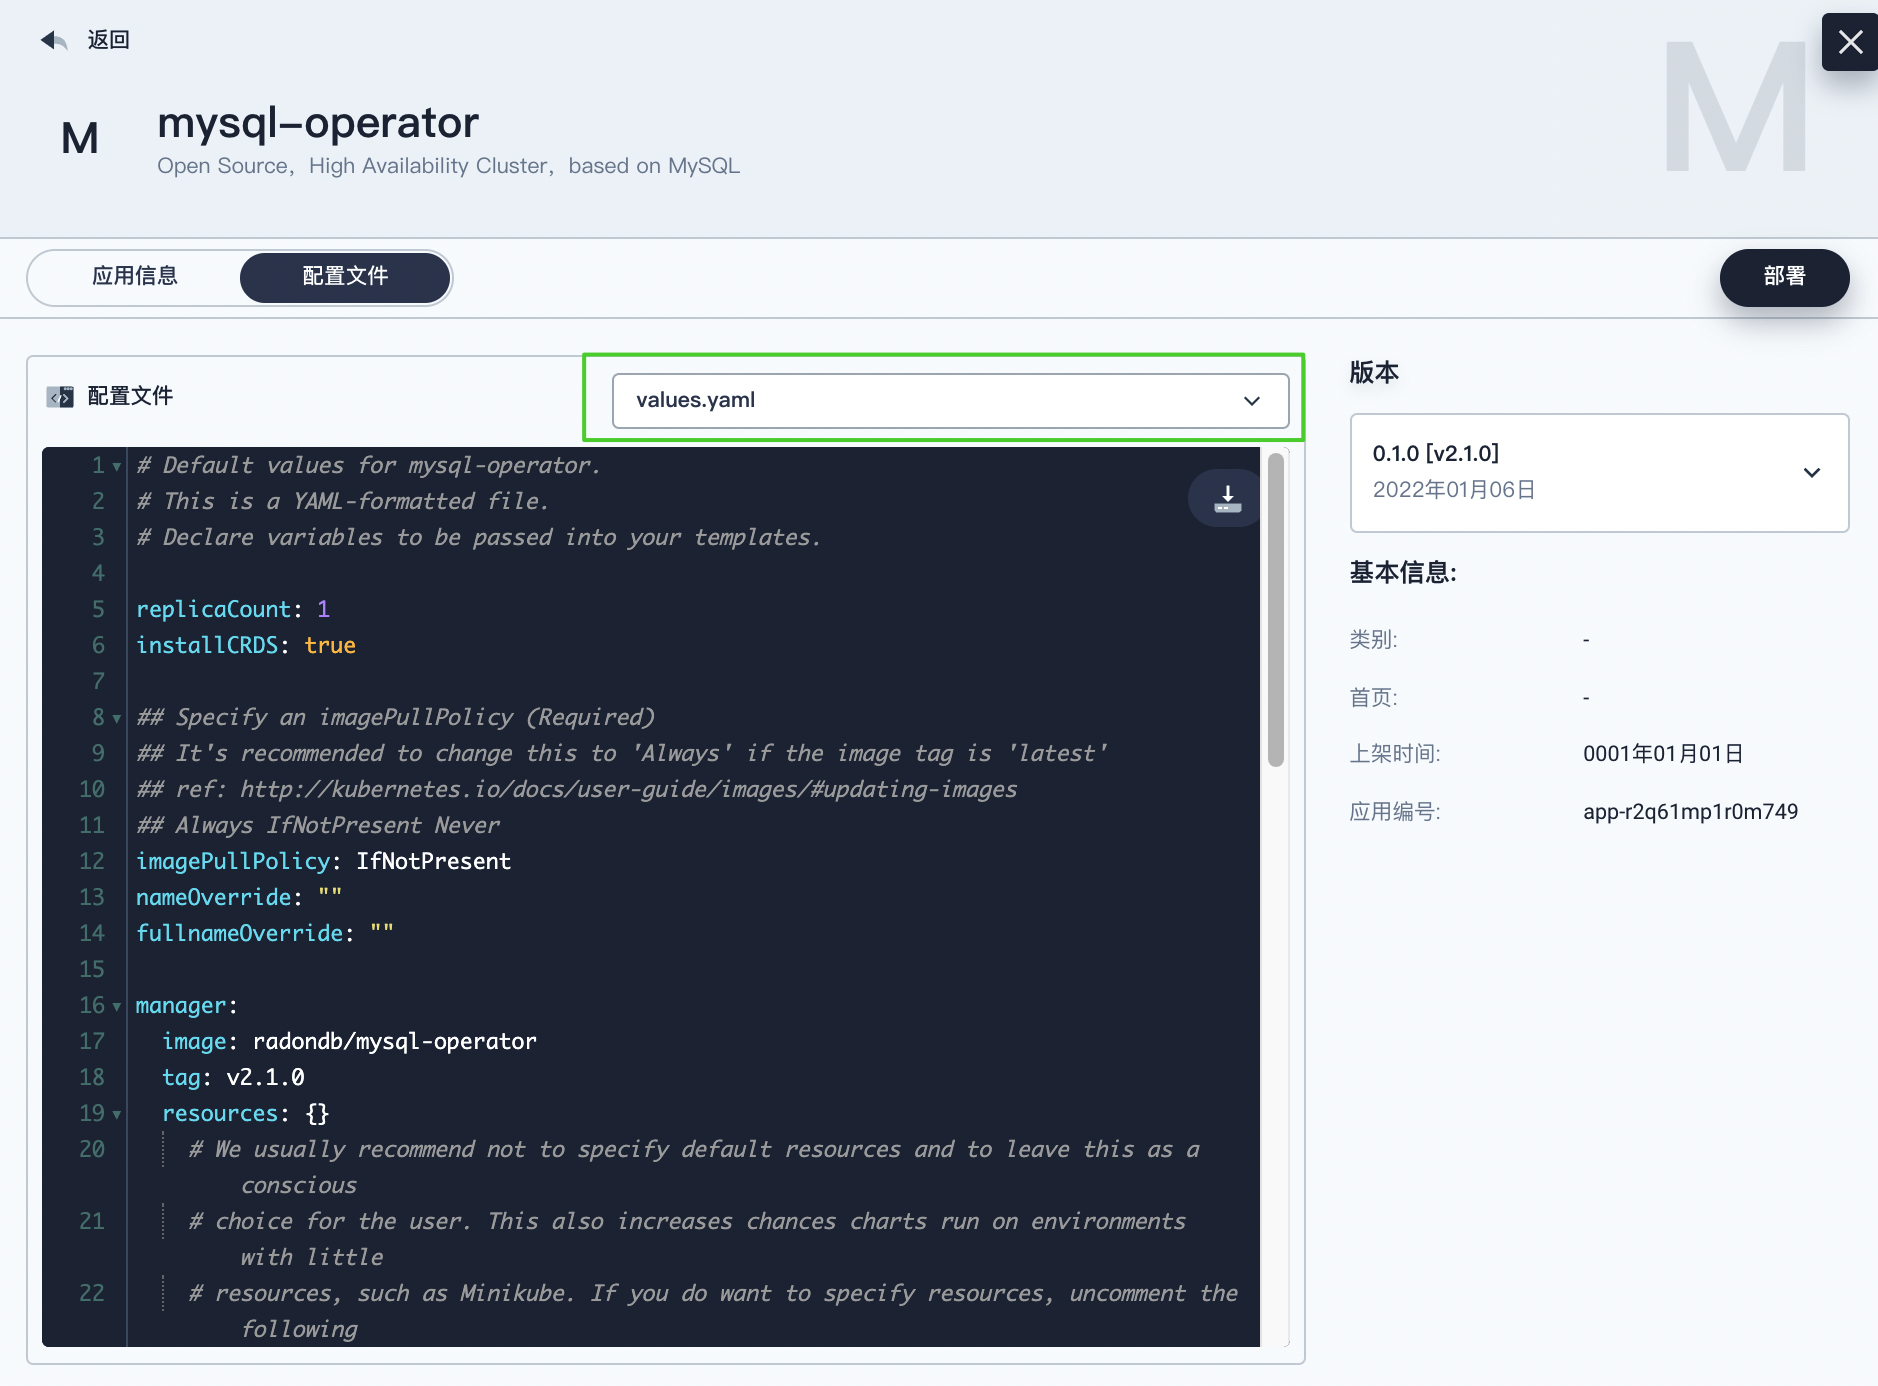 返回
M
mysql-operator
Open Source，High Availability Cluster，based on MySQL
M
应用信息
配置文件
部署
配置文件
values.yaml
1 # Default values for mysql-operator.
2 # This is a YAML-formatted file.
3 # Declare variables to be passed into your templates.
4
5 replicaCount: 1
6 installCRDS: true
7
8 ## Specify an imagePullPolicy (Required)
9 ## It's recommended to change this to 'Always' if the image tag is 'latest'
10 ## ref: http://kubernetes.io/docs/user-guide/images/#updating-images
11 ## Always IfNotPresent Never
12 imagePullPolicy: IfNotPresent
13 nameOverride: ""
14 fullnameOverride: ""
15
16 manager:
17 image: radondb/mysql-operator
18 tag: v2.1.0
19 resources: {}
20 # We usually recommend not to specify default resources and to leave this as a
conscious
21 # choice for the user. This also increases chances charts run on environments
with little
22 # resources, such as Minikube. If you do want to specify resources, uncomment the
following
版本
0.1.0 [v2.1.0]
2022年01月06日
基本信息:
类别: -
首页: -
上架时间: 0001年01月01日
应用编号: app-r2q61mp1r0m749